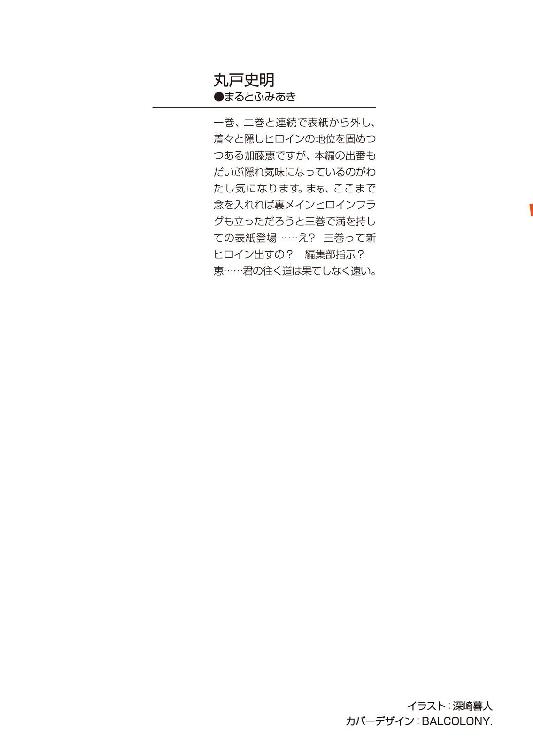 丸戸史明
●まるとふみあき
一巻、二巻と連続で表紙から外し、
着々と隠しヒロインの地位を固めつ
つある加藤恵ですが、本編の出番も
だいぶ隠れ気味になっているのがわ
たし気になります。まぁ、ここまで
念を入れれば裏メインヒロインフラ
グも立っただろうと三巻で満を持し
ての表紙登場……え？ 三巻って新
ヒロイン出すの？ 編集部指示？
恵……君の往く道は果てしなく遠い。
イラスト：深崎暮人
カバーデザイン：BALCOLONY.